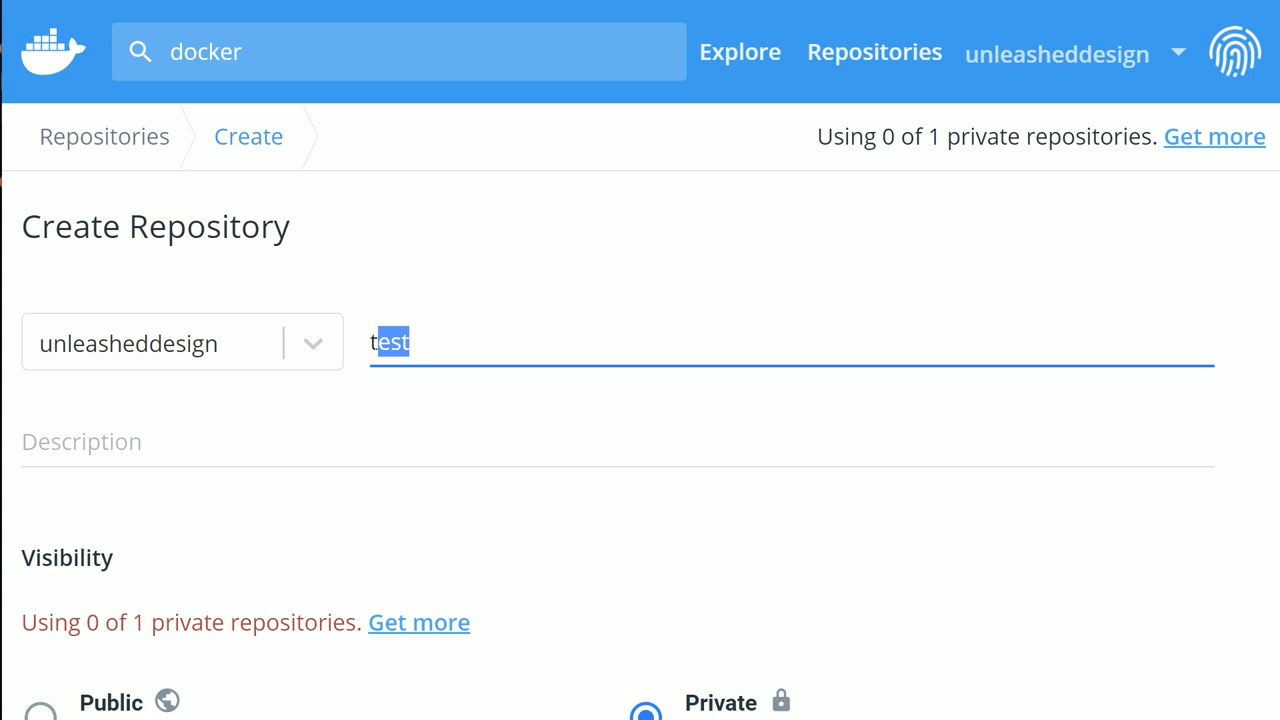 docker
Explore Repositories unleasheddesign
Repositories Create Using 0 of 1 private repositories. Get more
Create Repository
unleasheddesign test
Description
Visibility
Using 0 of 1 private repositories. Get more
Public Private